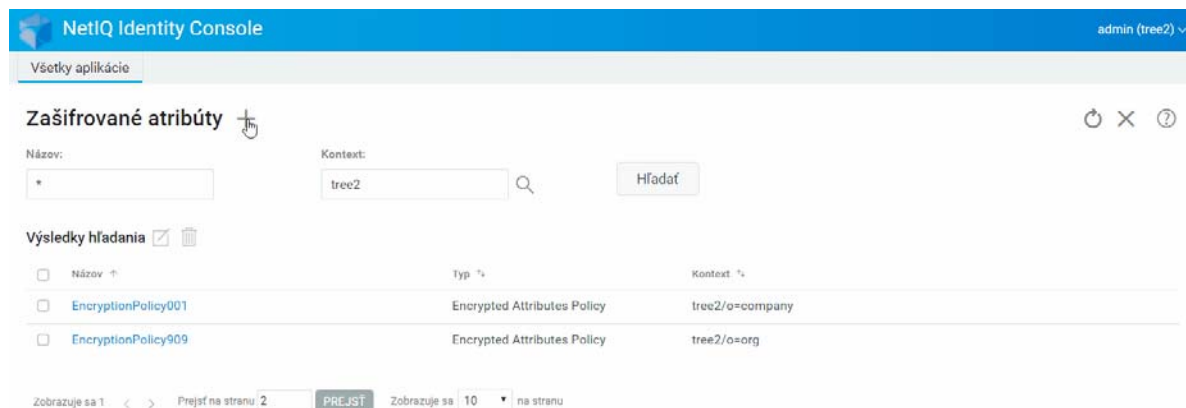 NetIQ Identity Console
admin (tree2)
Všetky aplikácie
Zašifrované atribúty
Názov:
Kontext:
*
tree2
Hľadať
Výsledky hľadania
Názov
Typ
Kontext
EncryptionPolicy001
Encrypted Attributes Policy
tree2/o=company
EncryptionPolicy909
Encrypted Attributes Policy
tree2/o=org
Zobrazuje sa 1
Prejsť na stranu 2
PREJSŤ
Zobrazuje sa 10 na stranu